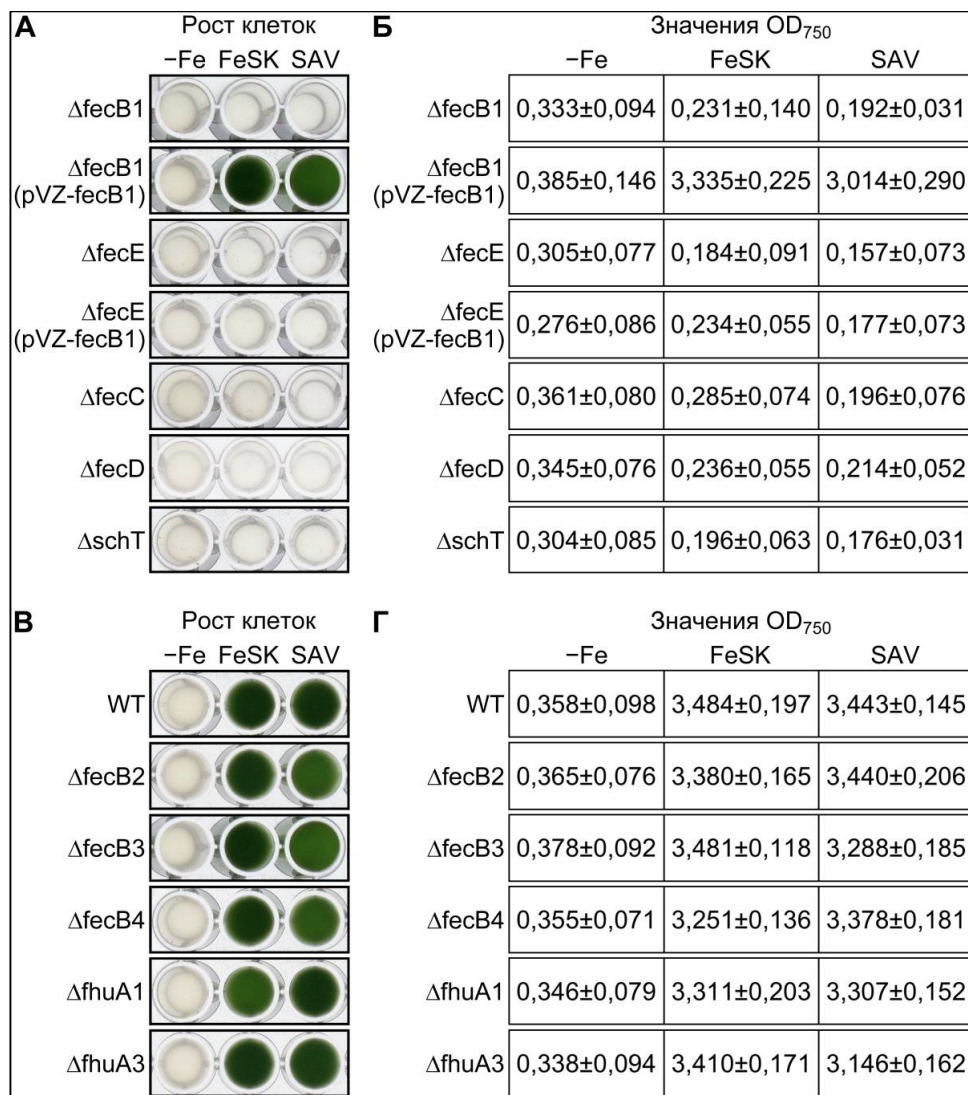 А Рост клеток Б Значения OD₇₅₀
−Fe FeSK SAV −Fe FeSK SAV
ΔfecB1 ΔfecB1 0,333±0,094 0,231±0,140 0,192±0,031
ΔfecB1 ΔfecB1
(pVZ-fecB1) (pVZ-fecB1) 0,385±0,146 3,335±0,225 3,014±0,290
ΔfecE ΔfecE 0,305±0,077 0,184±0,091 0,157±0,073
ΔfecE ΔfecE
(pVZ-fecB1) (pVZ-fecB1) 0,276±0,086 0,234±0,055 0,177±0,073
ΔfecC ΔfecC 0,361±0,080 0,285±0,074 0,196±0,076
ΔfecD ΔfecD 0,345±0,076 0,236±0,055 0,214±0,052
ΔschT ΔschT 0,304±0,085 0,196±0,063 0,176±0,031
В Рост клеток Г Значения OD₇₅₀
−Fe FeSK SAV −Fe FeSK SAV
WT WT 0,358±0,098 3,484±0,197 3,443±0,145
ΔfecB2 ΔfecB2 0,365±0,076 3,380±0,165 3,440±0,206
ΔfecB3 ΔfecB3 0,378±0,092 3,481±0,118 3,288±0,185
ΔfecB4 ΔfecB4 0,355±0,071 3,251±0,136 3,378±0,181
ΔfhuA1 ΔfhuA1 0,346±0,079 3,311±0,203 3,307±0,152
ΔfhuA3 ΔfhuA3 0,338±0,094 3,410±0,171 3,146±0,162